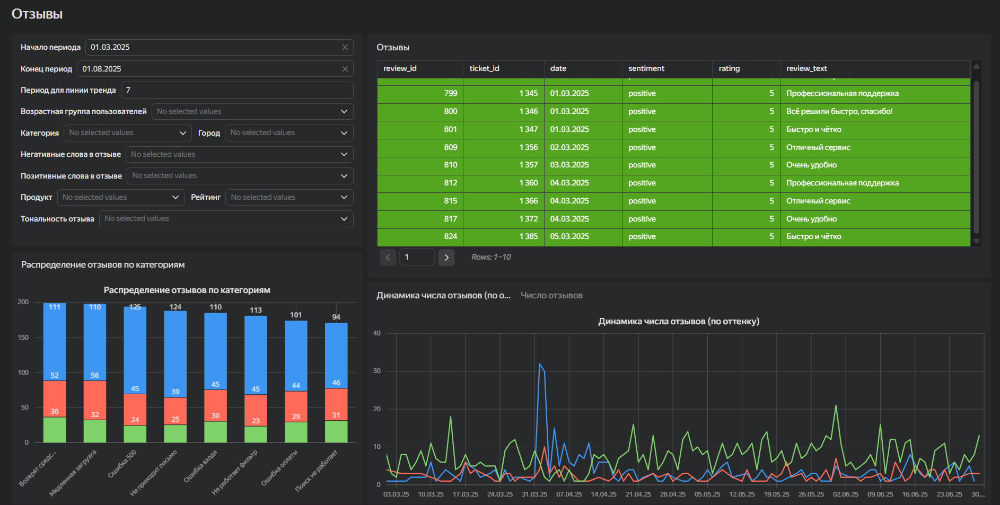 Отзывы
Начало периода 01.03.2025
Конец период 01.08.2025
Период для линии тренда 7
Возрастная группа пользователей No selected values
Категория No selected values Город No selected values
Негативные слова в отзыве No selected values
Позитивные слова в отзыве No selected values
Продукт No selected values Рейтинг No selected values
Тональность отзыва No selected values
Отзывы
review_id ticket_id date sentiment rating review_text
799 1 345 01.03.2025 positive 5 Профессиональная поддержка
800 1 346 01.03.2025 positive 5 Всё решили быстро, спасибо!
801 1 347 01.03.2025 positive 5 Быстро и чётко
809 1 356 02.03.2025 positive 5 Отличный сервис
810 1 357 03.03.2025 positive 5 Очень удобно
812 1 360 04.03.2025 positive 5 Профессиональная поддержка
815 1 366 04.03.2025 positive 5 Отличный сервис
817 1 372 04.03.2025 positive 5 Очень удобно
824 1 385 05.03.2025 positive 5 Быстро и чётко
1 Rows: 1–10
Распределение отзывов по категориям
Распределение отзывов по категориям
200
150
100
50
0
111 110 125 124 110 113 101 94
52 56 45 39 45 45 44 46
36 32 24 25 30 23 29 31
Возврат средс...
Медленная загрузка
Ошибка 500
Не приходит письмо
Ошибка входа
Не работает фильтр
Ошибка оплаты
Поиск не работает
Динамика числа отзывов (по о... Число отзывов
Динамика числа отзывов (по оттенку)
40
30
20
10
0
03.03.25 10.03.25 17.03.25 24.03.25 31.03.25 07.04.25 14.04.25 21.04.25 28.04.25 05.05.25 12.05.25 19.05.25 26.05.25 02.06.25 09.06.25 16.06.25 23.06.25 30....